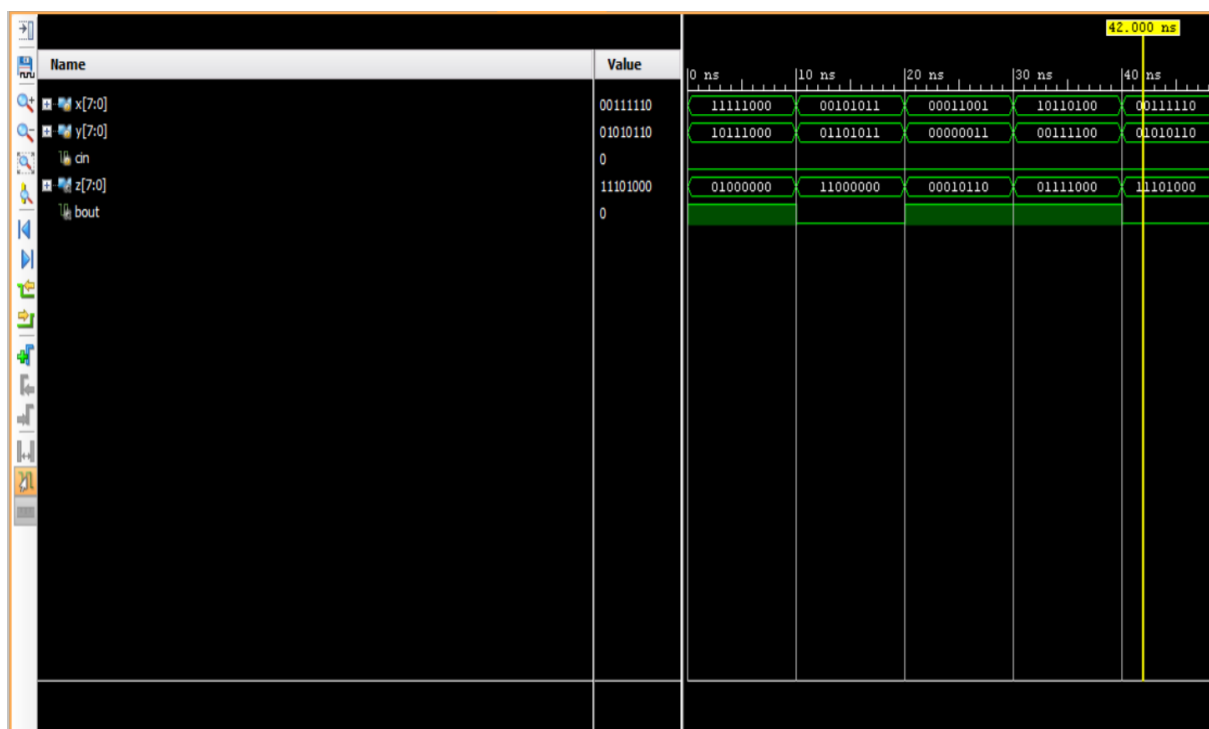 42.000 ns
Name Value
0 ns 10 ns 20 ns 30 ns 40 ns
x[7:0] 00111110 11111000 00101011 00011001 10110100 00111110
y[7:0] 01010110 10111000 01101011 00000011 00111100 01010110
cin 0
z[7:0] 11101000 01000000 11000000 00010110 01111000 11101000
bout 0